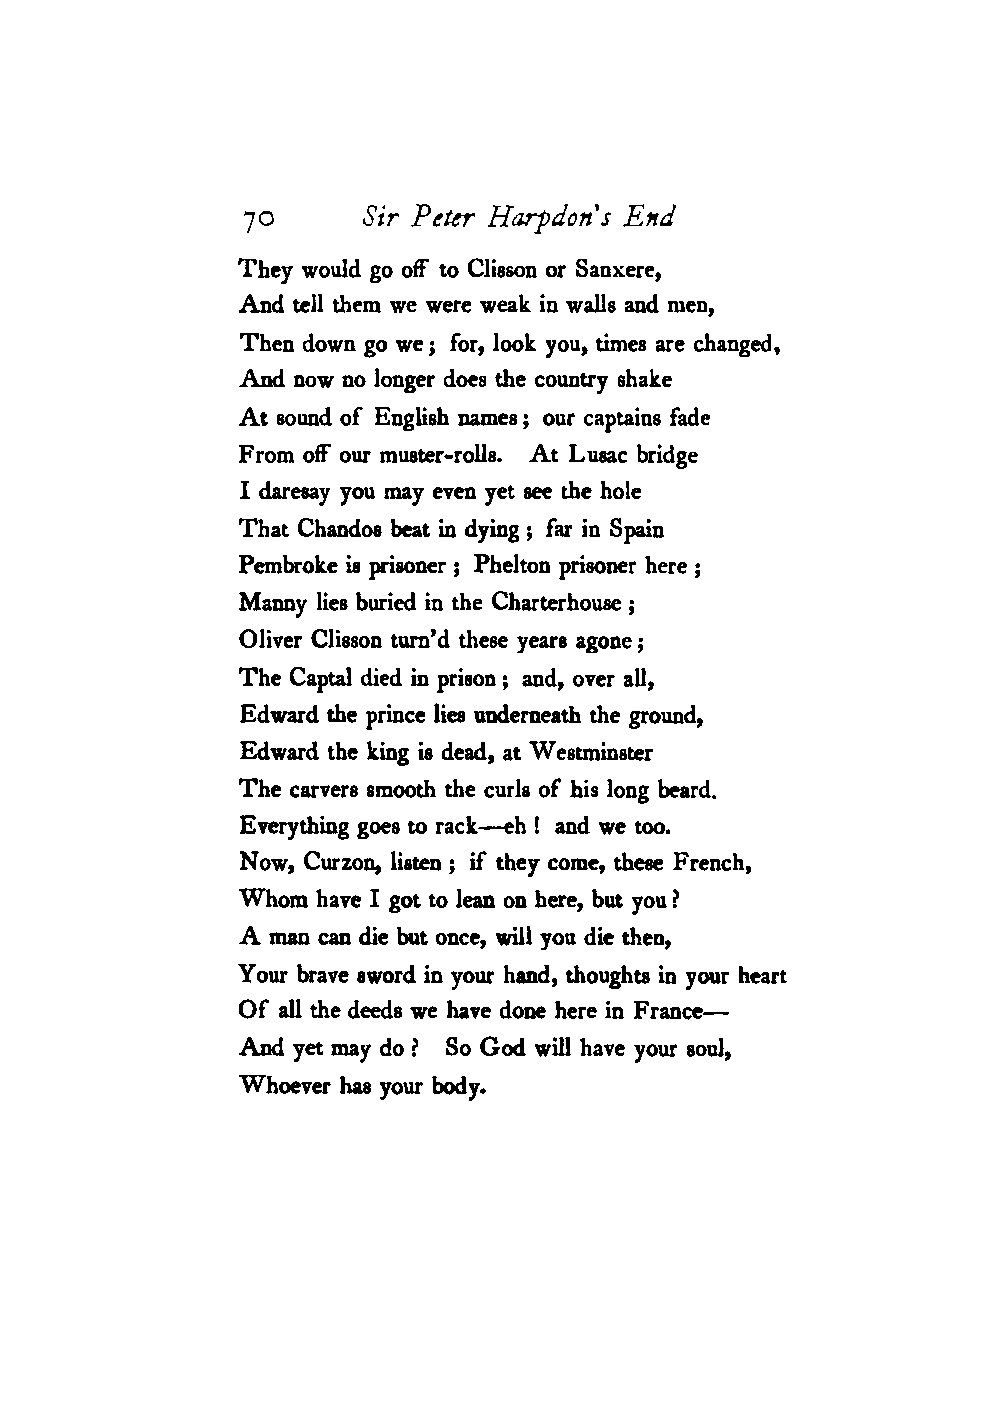 70 Sir Peter Harpdon's End
They would go off to Clisson or Sanxere,
And tell them we were weak in walls and men,
Then down go we ; for, look you, times are changed,
And now no longer does the country shake
At sound of English names ; our captains fade
From off our muster-rolls. At Lusac bridge
I daresay you may even yet see the hole
That Chandos beat in dying ; far in Spain
Pembroke is prisoner ; Phelton prisoner here ;
Manny lies buried in the Charterhouse ;
Oliver Clisson turn'd these years agone ;
The Captal died in prison ; and, over all,
Edward the prince lies underneath the ground,
Edward the king is dead, at Westminster
The carvers smooth the curls of his long beard.
Everything goes to rack—eh ! and we too.
Now, Curzon, listen ; if they come, these French,
Whom have I got to lean on here, but you ?
A man can die but once, will you die then,
Your brave sword in your hand, thoughts in your heart
Of all the deeds we have done here in France—
And yet may do ? So God will have your soul,
Whoever has your body.